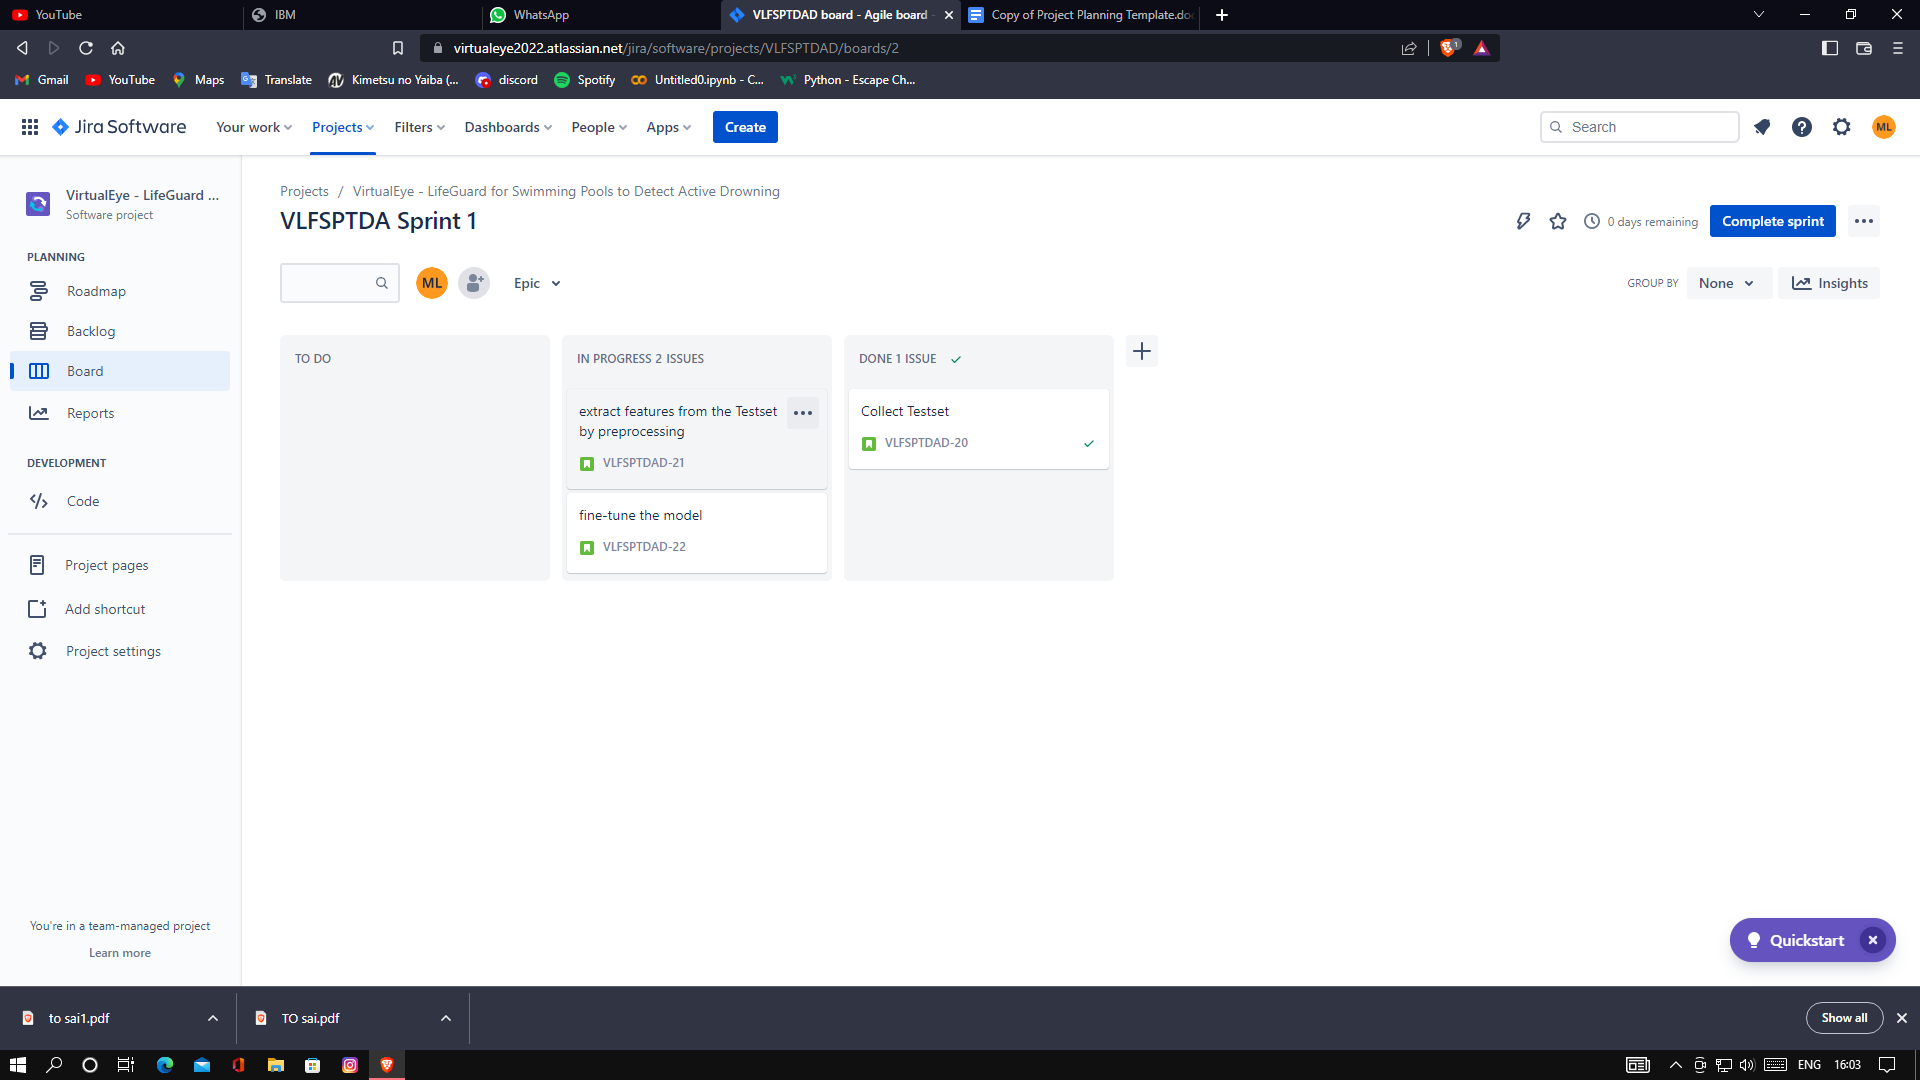 YouTube
IBM
WhatsApp
VLFSPTDAD board - Agile board -
Copy of Project Planning Template.doc
virtualeye2022.atlassian.net/jira/software/projects/VLFSPTDAD/boards/2
1
Gmail
YouTube
Maps
Translate
Kimetsu no Yaiba (...
discord
Spotify
Untitled0.ipynb - C...
Python - Escape Ch...
Jira Software
Your work
Projects
Filters
Dashboards
People
Apps
Create
Search
ML
VirtualEye - LifeGuard ...
Software project
PLANNING
Roadmap
Backlog
Board
Reports
DEVELOPMENT
Code
Project pages
Add shortcut
Project settings
You're in a team-managed project
Learn more
Projects / VirtualEye - LifeGuard for Swimming Pools to Detect Active Drowning
VLFSPTDA Sprint 1
0 days remaining
Complete sprint
ML
Epic
GROUP BY
None
Insights
TO DO
IN PROGRESS 2 ISSUES
extract features from the Testset
by preprocessing
VLFSPTDAD-21
fine-tune the model
VLFSPTDAD-22
DONE 1 ISSUE
Collect Testset
VLFSPTDAD-20
Quickstart
to sai1.pdf
TO sai.pdf
Show all
ENG
16:03